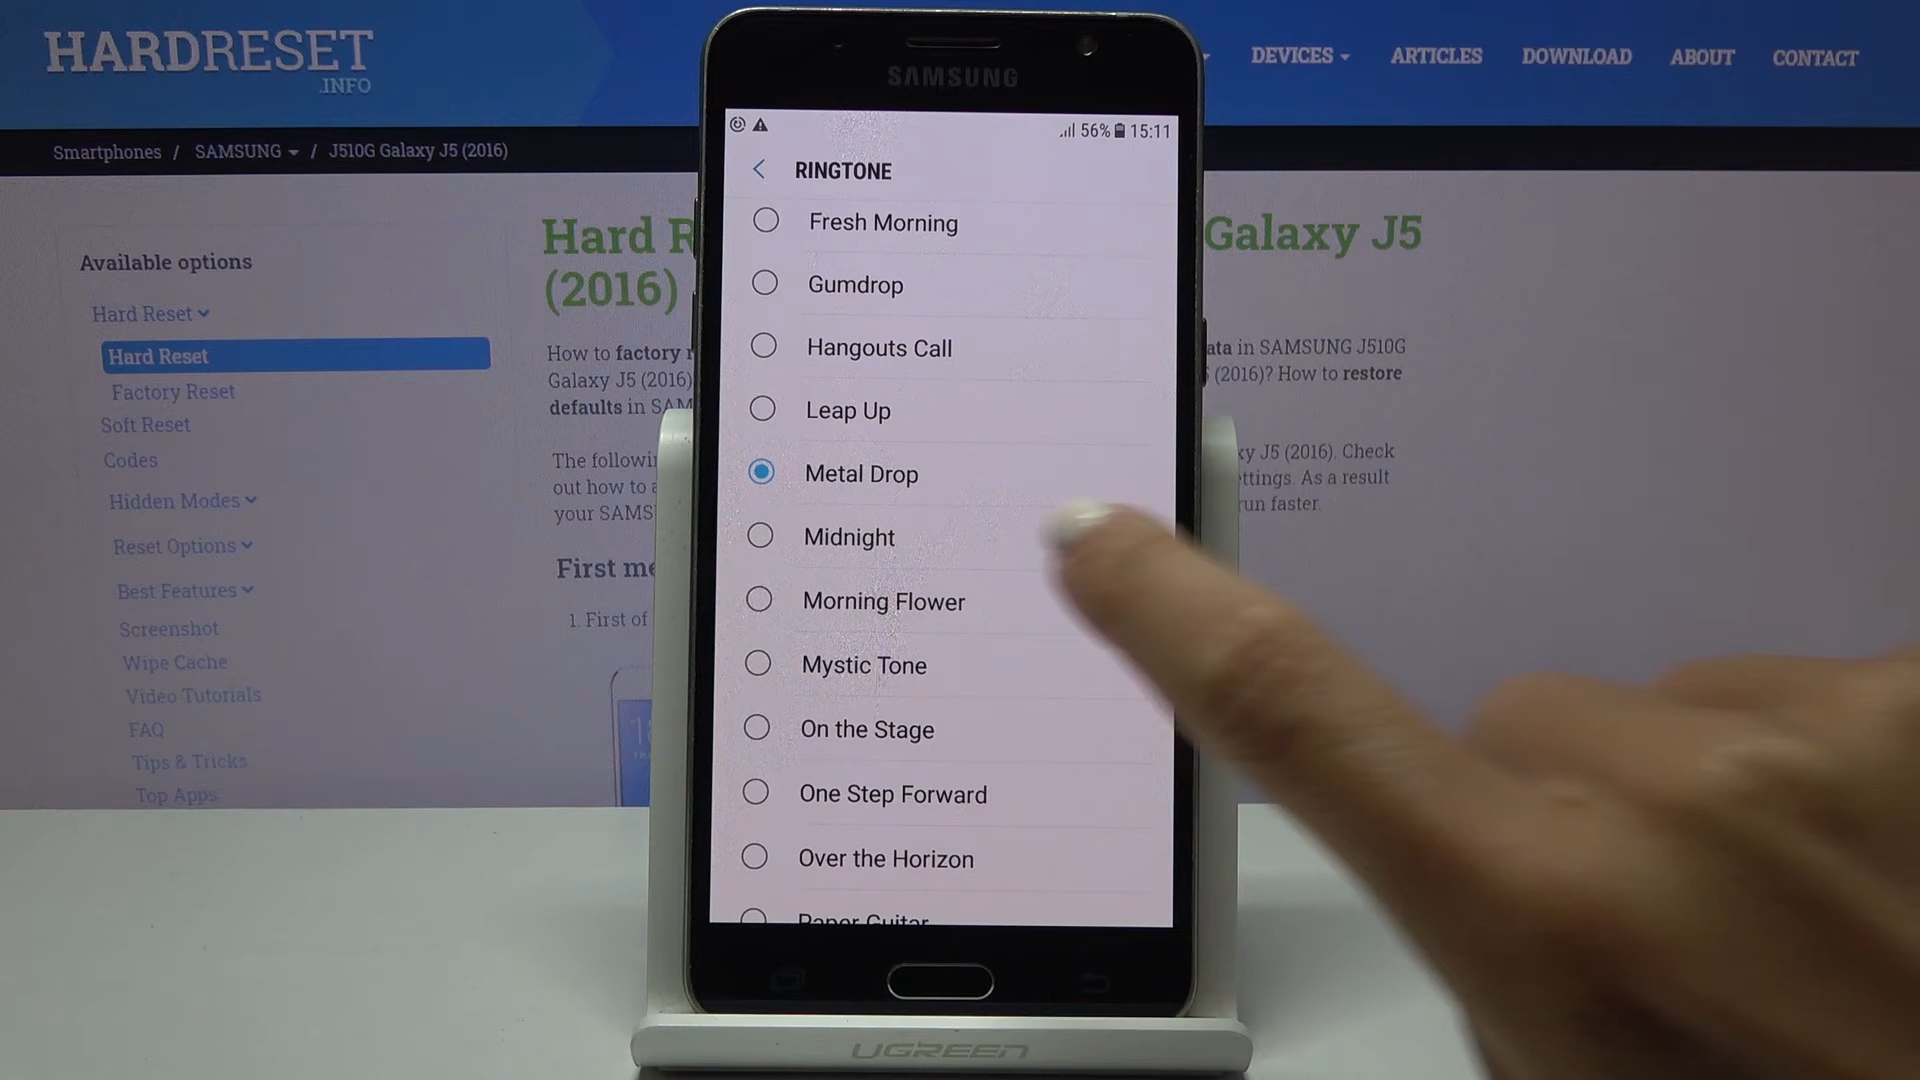 HARDRESET
.INFO
DEVICES
ARTICLES
DOWNLOAD
ABOUT
CONTACT
Smartphones / SAMSUNG / J510G Galaxy J5 (2016)
Available options
Hard Reset
Hard Reset
Factory Reset
Soft Reset
Codes
Hidden Modes
Reset Options
Best Features
Screenshot
Wipe Cache
Video Tutorials
FAQ
Tips & Tricks
Top Apps
Hard Galaxy J5
(2016)
How to factory in SAMSUNG J510G
Galaxy J5 (2016) (2016)? How to restore
defaults in
The J5 (2016). Check
out how to As a result
your run faster.
First
1. First of
SAMSUNG
56% 15:11
RINGTONE
Fresh Morning
Gumdrop
Hangouts Call
Leap Up
Metal Drop
Midnight
Morning Flower
Mystic Tone
On the Stage
One Step Forward
Over the Horizon
Paper Guitar
UGREEN